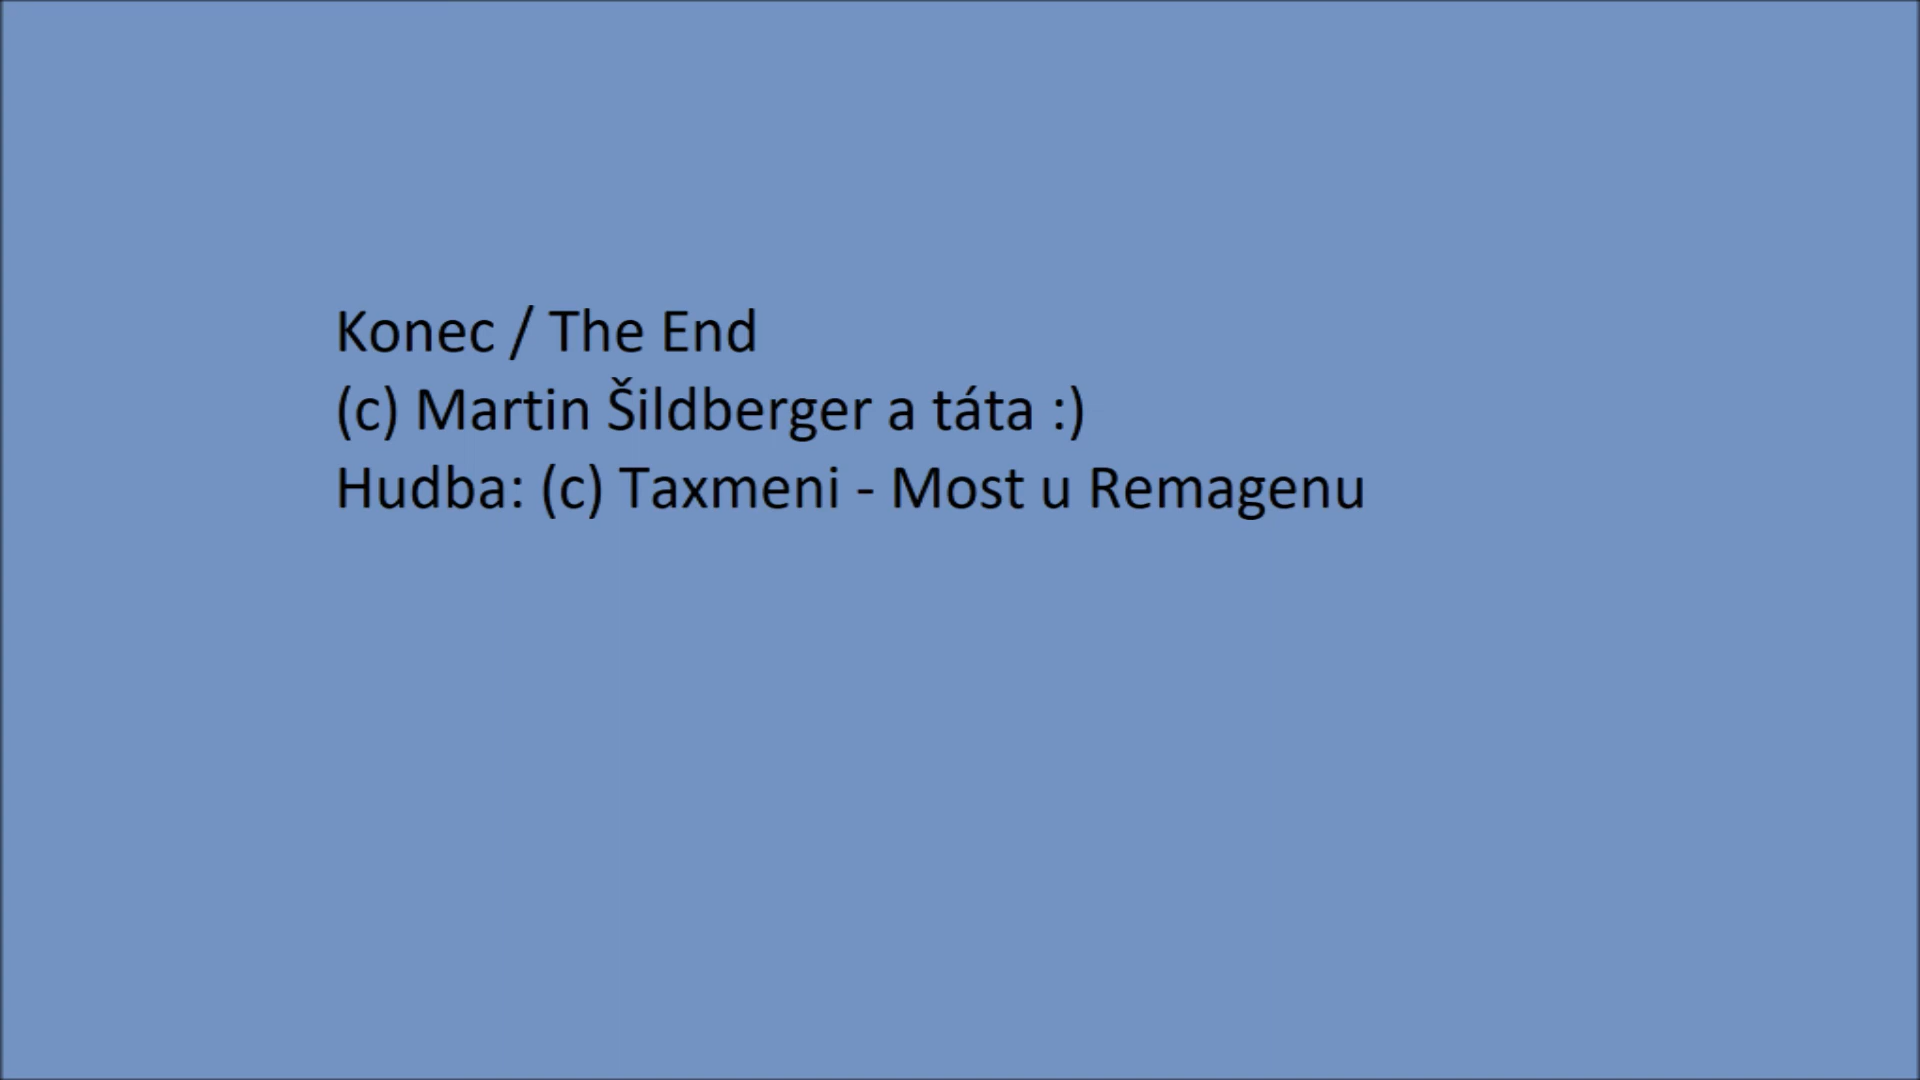 Konec / The End
(c) Martin Šildberger a táta :)
Hudba: (c) Taxmeni - Most u Remagenu